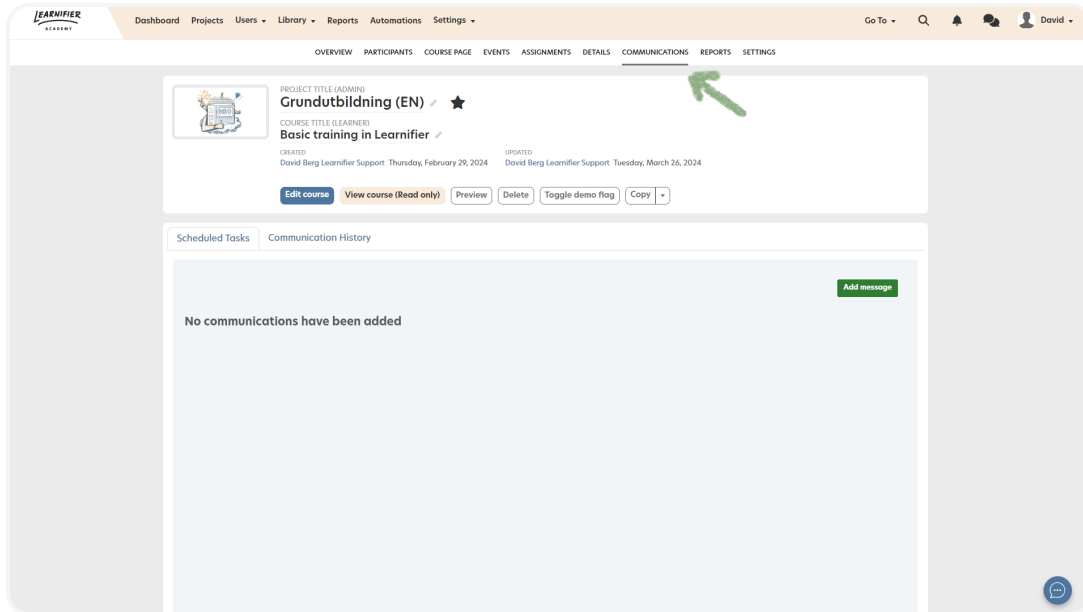 LEARNIFIER
ACADEMY
Dashboard Projects Users Library Reports Automations Settings Go To David
OVERVIEW PARTICIPANTS COURSE PAGE EVENTS ASSIGNMENTS DETAILS COMMUNICATIONS REPORTS SETTINGS
PROJECT TITLE (ADMIN)
Grundutbildning (EN)
COURSE TITLE (LEARNER)
Basic training in Learnifier
CREATED UPDATED
David Berg Learnifier Support Thursday, February 29, 2024 David Berg Learnifier Support Tuesday, March 26, 2024
Edit course View course (Read only) Preview Delete Toggle demo flag Copy
Scheduled Tasks Communication History
Add message
No communications have been added